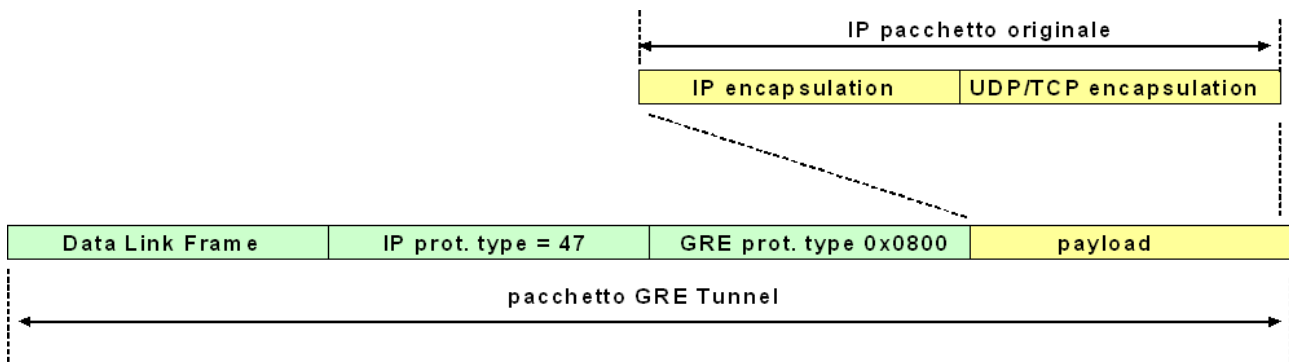 IP pacchetto originale
IP encapsulation UDP/TCP encapsulation
Data Link Frame IP prot. type = 47 GRE prot. type 0x0800 payload
pacchetto GRE Tunnel